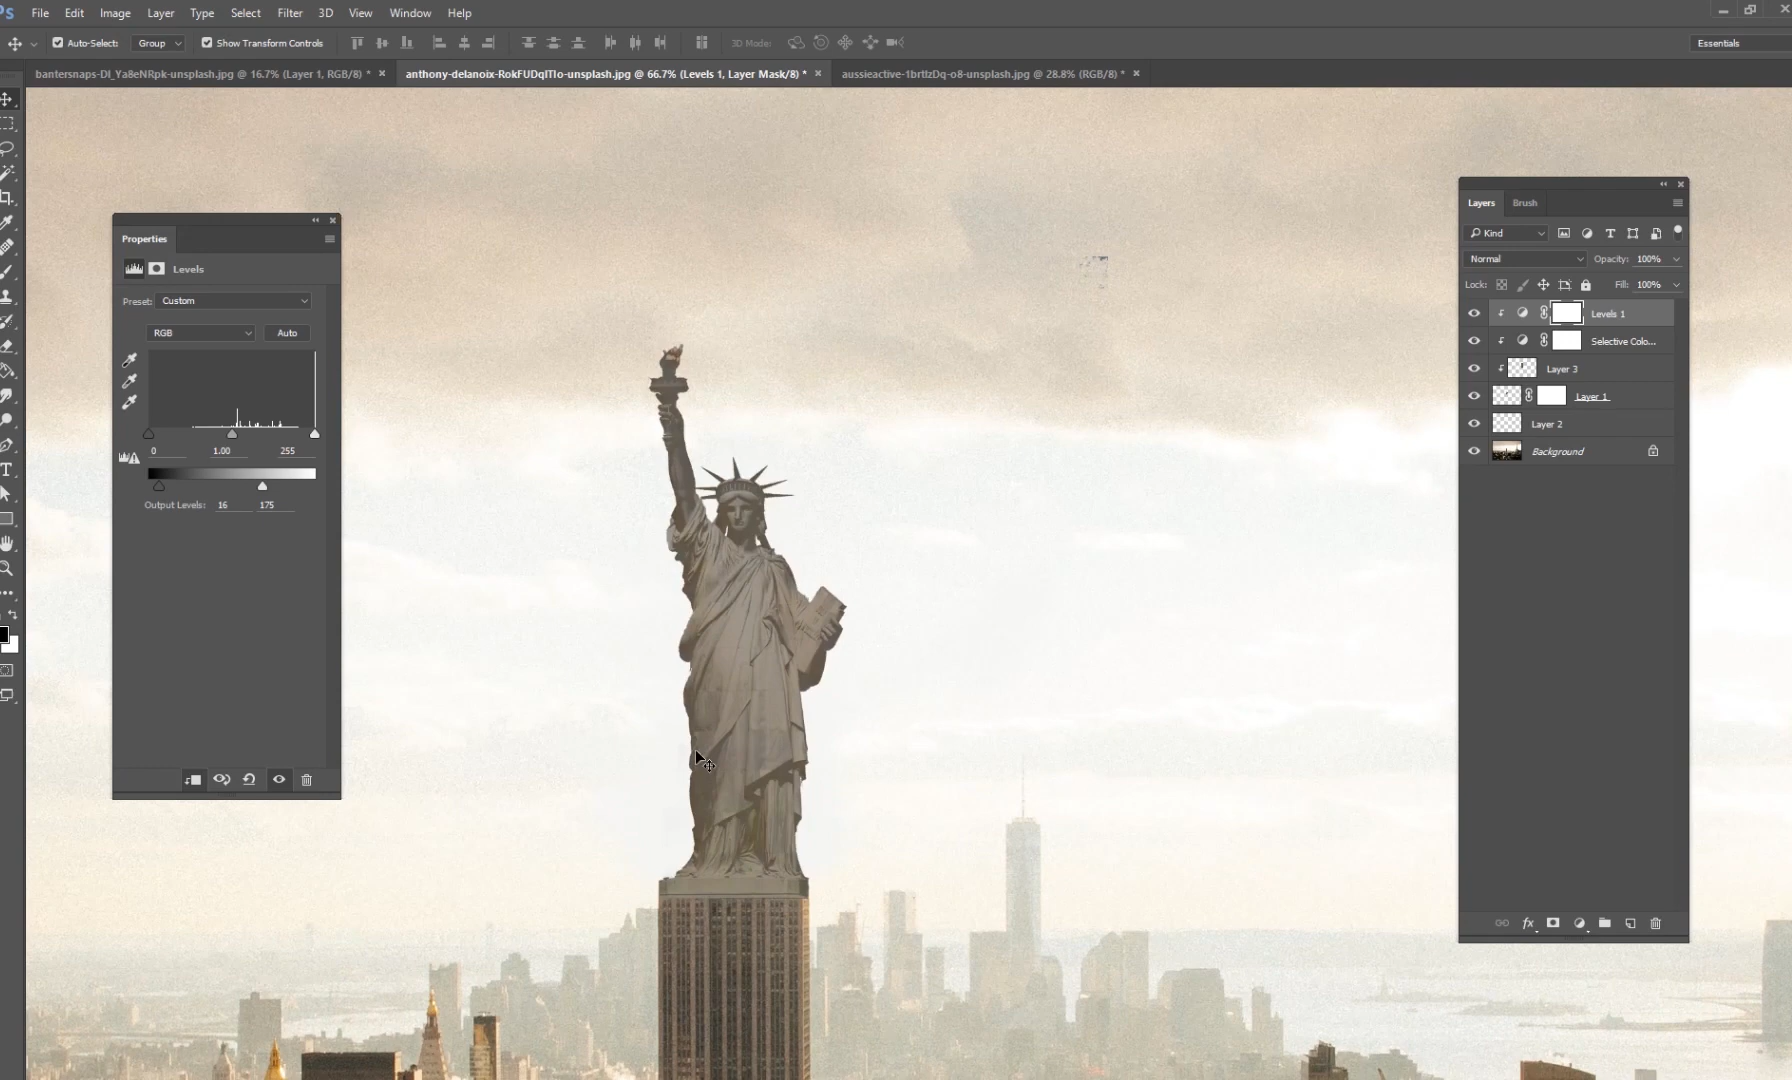 PS File Edit Image Layer Type Select Filter 3D View Window Help
Auto-Select: Group Show Transform Controls 3D Mode: Essentials
bantersnaps-DI_Ya8eNRpk-unsplash.jpg @ 16.7% (Layer 1, RGB/8) *
anthony-delanoix-RokFUDqITIo-unsplash.jpg @ 66.7% (Levels 1, Layer Mask/8) *
aussieactive-1brtlzDq-o8-unsplash.jpg @ 28.8% (RGB/8) *
Properties
Levels
Preset: Custom
RGB Auto
0 1.00 255
Output Levels: 16 175
Layers Brush
Kind
Normal Opacity: 100%
Lock: Fill: 100%
Levels 1
Selective Colo...
Layer 3
Layer 1
Layer 2
Background
fx